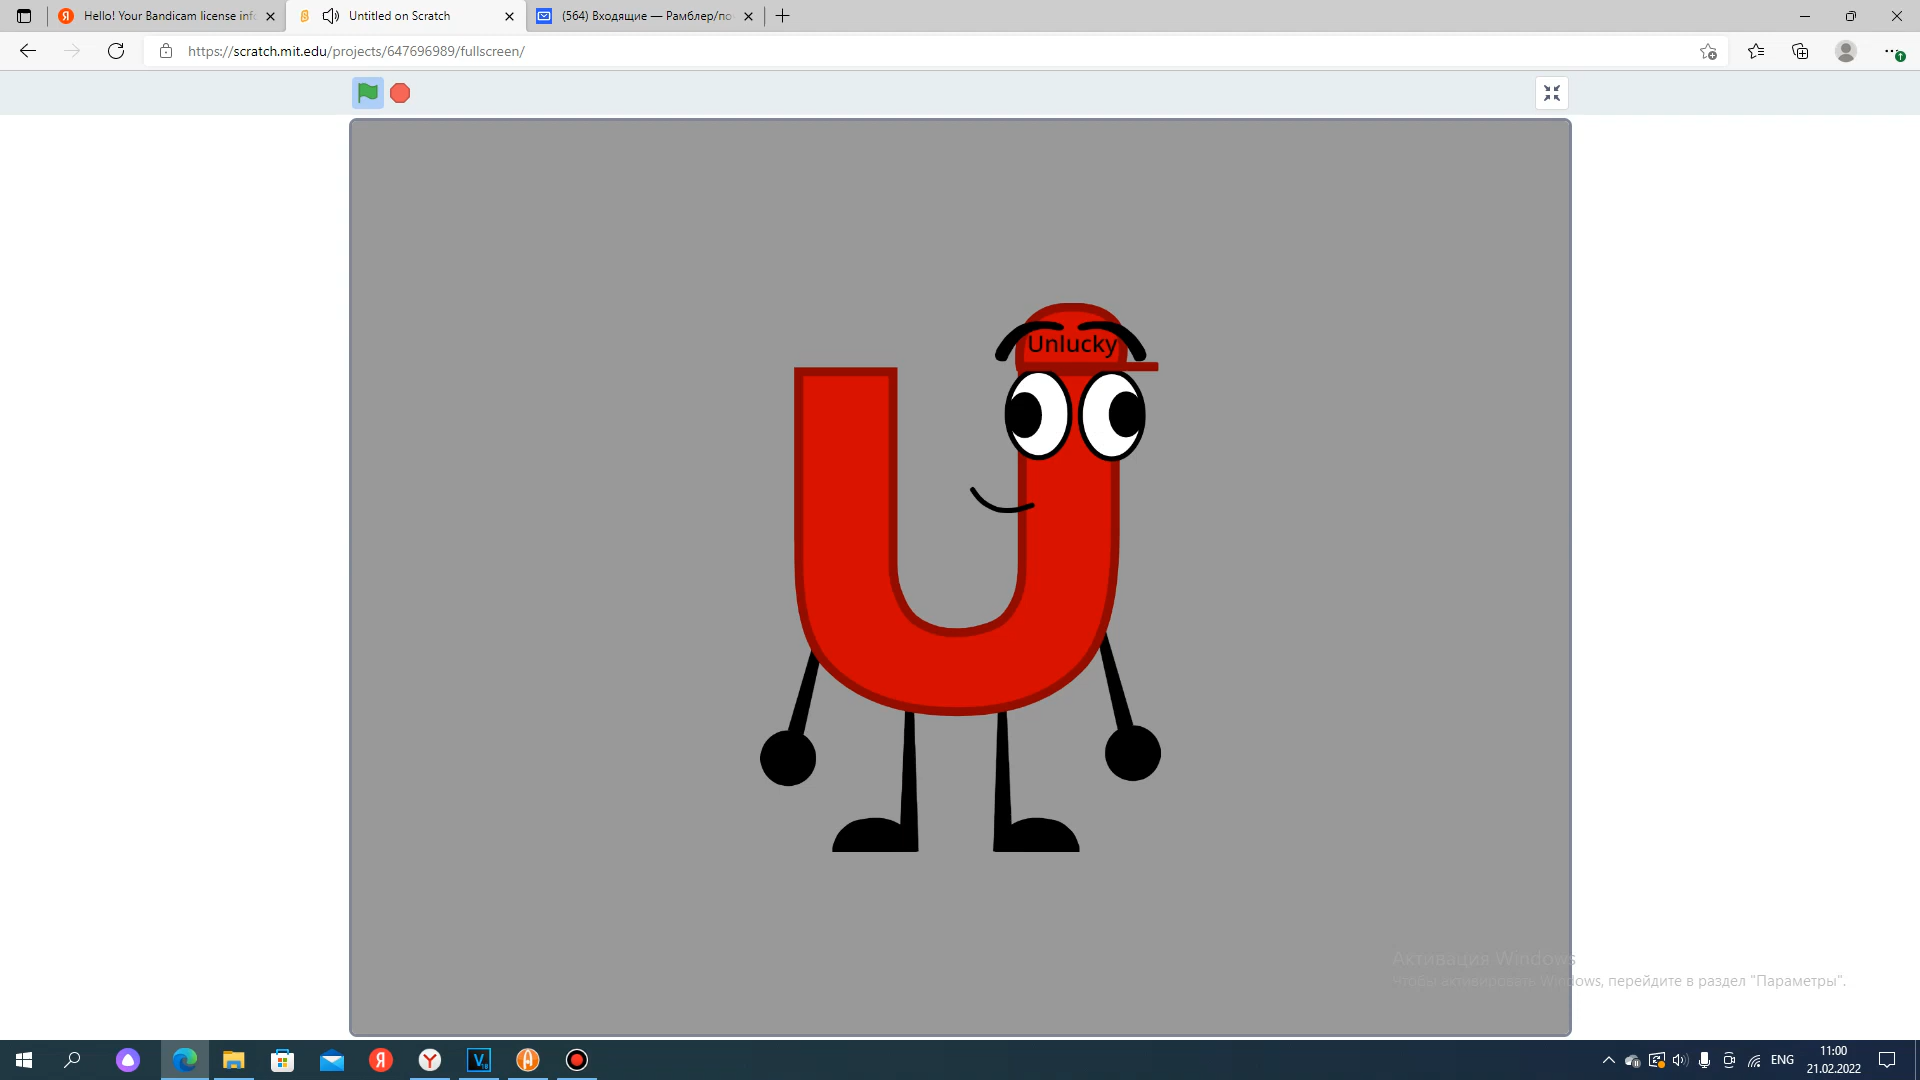 Hello! Your Bandicam license info
Untitled on Scratch
(564) Входящие — Рамблер/по
https://scratch.mit.edu/projects/647696989/fullscreen/
Unlucky
Активация Windows
Чтобы активировать Windows, перейдите в раздел "Параметры".
ENG
11:00
21.02.2022